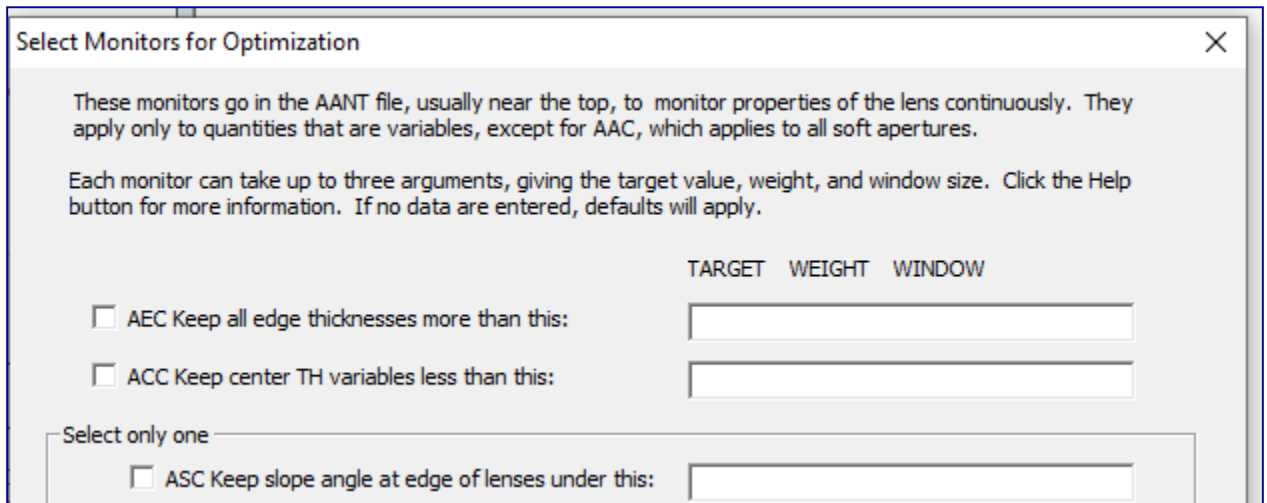 Select Monitors for Optimization
These monitors go in the AANT file, usually near the top, to monitor properties of the lens continuously. They
apply only to quantities that are variables, except for AAC, which applies to all soft apertures.
Each monitor can take up to three arguments, giving the target value, weight, and window size. Click the Help
button for more information. If no data are entered, defaults will apply.
TARGET WEIGHT WINDOW
AEC Keep all edge thicknesses more than this:
ACC Keep center TH variables less than this:
Select only one
ASC Keep slope angle at edge of lenses under this: